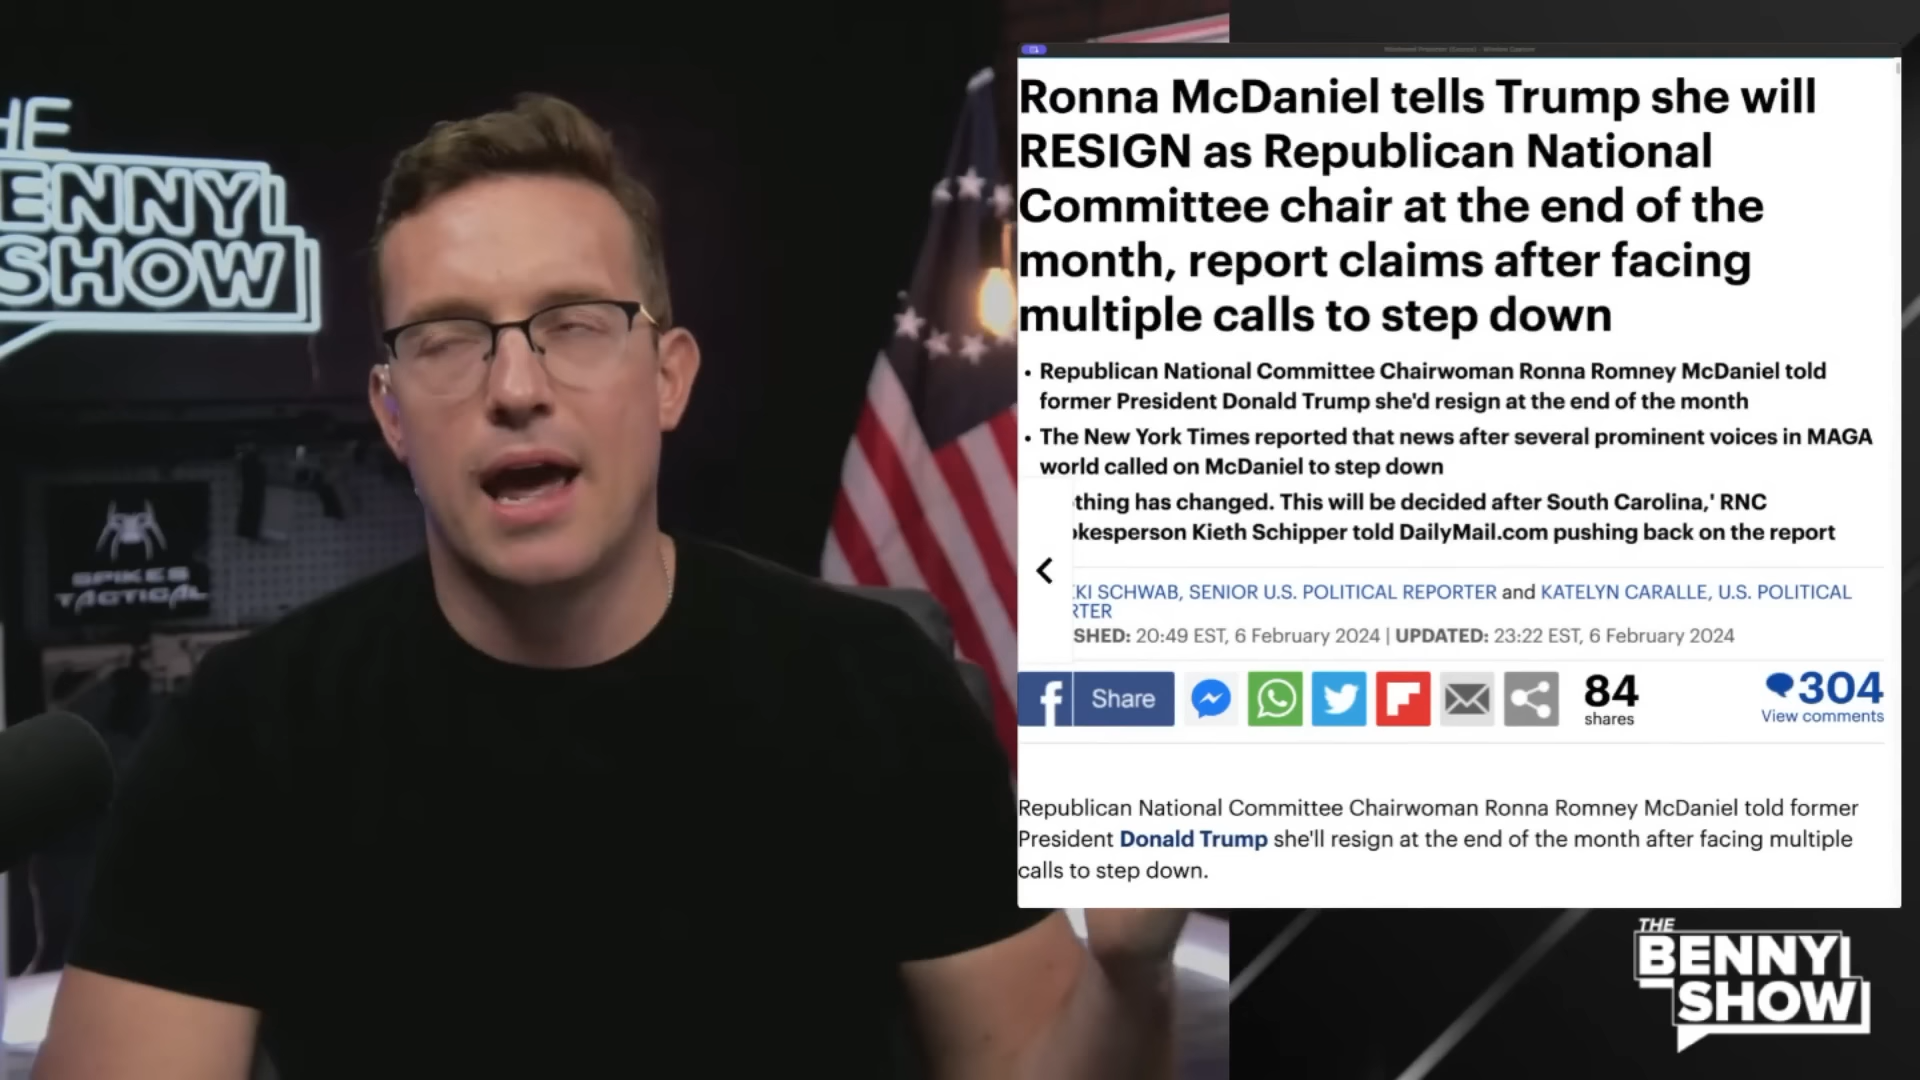 HE
ENNY
SHOW
SPIKES
TACTICAL
Ronna McDaniel tells Trump she will
RESIGN as Republican National
Committee chair at the end of the
month, report claims after facing
multiple calls to step down
• Republican National Committee Chairwoman Ronna Romney McDaniel told
former President Donald Trump she'd resign at the end of the month
• The New York Times reported that news after several prominent voices in MAGA
world called on McDaniel to step down
thing has changed. This will be decided after South Carolina,' RNC
kesperson Kieth Schipper told DailyMail.com pushing back on the report
KI SCHWAB, SENIOR U.S. POLITICAL REPORTER and KATELYN CARALLE, U.S. POLITICAL
RTER
SHED: 20:49 EST, 6 February 2024 | UPDATED: 23:22 EST, 6 February 2024
f Share
84
shares
304
View comments
Republican National Committee Chairwoman Ronna Romney McDaniel told former
President Donald Trump she'll resign at the end of the month after facing multiple
calls to step down.
THE
BENNY
SHOW